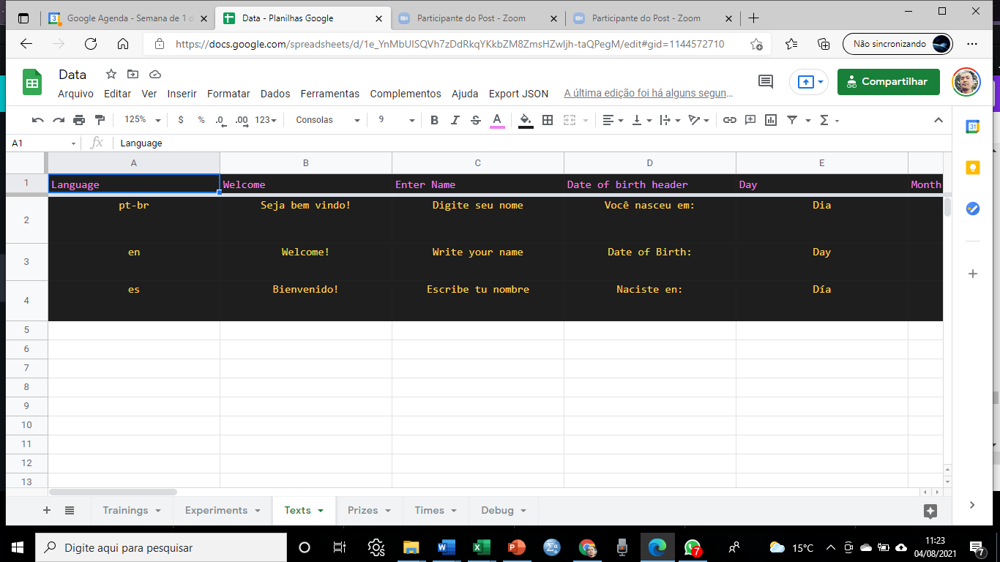 Google Agenda - Semana de 1 d
Data - Planilhas Google
Participante do Post - Zoom
Participante do Post - Zoom
https://docs.google.com/spreadsheets/d/1e_YnMbUISQVh7zDdRkqYKkbZM8ZmsHZwIjh-taQPegM/edit#gid=1144572710
Não sincronizando
Data
Arquivo Editar Ver Inserir Formatar Dados Ferramentas Complementos Ajuda Export JSON A última edição foi há alguns segun...
Compartilhar
125% $ % .0 .00 123 Consolas 9 B I S A Σ
A1 fx Language
A B C D E
1 Language Welcome Enter Name Date of birth header Day Month
2 pt-br Seja bem vindo! Digite seu nome Você nasceu em: Dia
3 en Welcome! Write your name Date of Birth: Day
4 es Bienvenido! Escribe tu nombre Naciste en: Día
5
6
7
8
9
10
11
12
13
Trainings Experiments Texts Prizes Times Debug
Digite aqui para pesquisar
7
15°C
11:23
04/08/2021
7